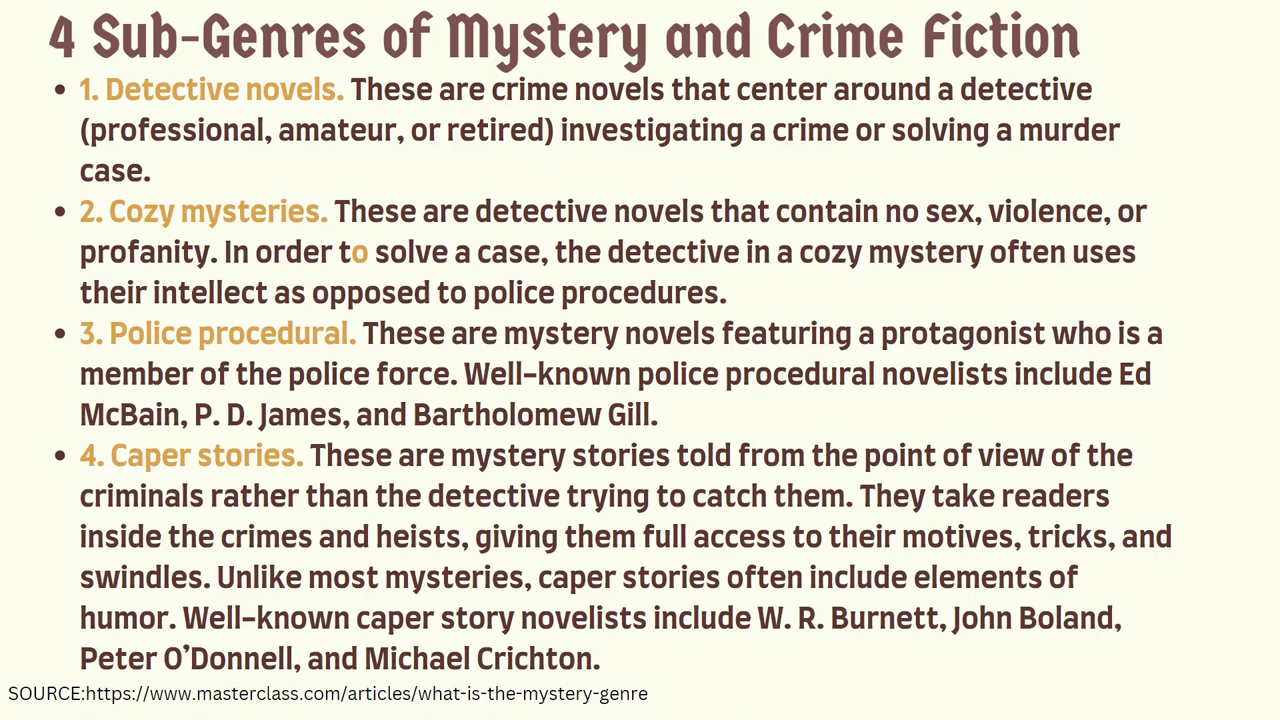 4 Sub-Genres of Mystery and Crime Fiction
• 1. Detective novels. These are crime novels that center around a detective
(professional, amateur, or retired) investigating a crime or solving a murder
case.
• 2. Cozy mysteries. These are detective novels that contain no sex, violence, or
profanity. In order to solve a case, the detective in a cozy mystery often uses
their intellect as opposed to police procedures.
• 3. Police procedural. These are mystery novels featuring a protagonist who is a
member of the police force. Well-known police procedural novelists include Ed
McBain, P. D. James, and Bartholomew Gill.
• 4. Caper stories. These are mystery stories told from the point of view of the
criminals rather than the detective trying to catch them. They take readers
inside the crimes and heists, giving them full access to their motives, tricks, and
swindles. Unlike most mysteries, caper stories often include elements of
humor. Well-known caper story novelists include W. R. Burnett, John Boland,
Peter O’Donnell, and Michael Crichton.
SOURCE:https://www.masterclass.com/articles/what-is-the-mystery-genre